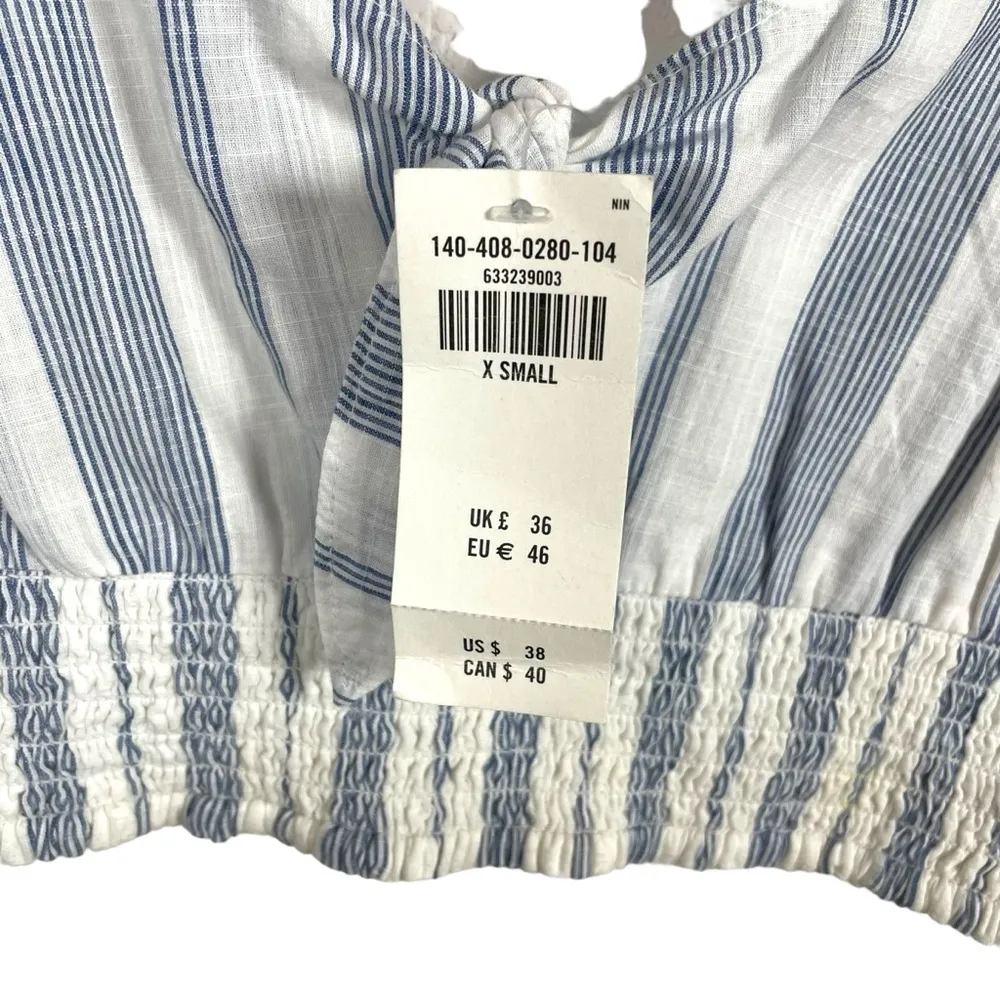 NIN
140-408-0280-104
633239003
X SMALL
UK £ 36
EU € 46
US $ 38
CAN $ 40